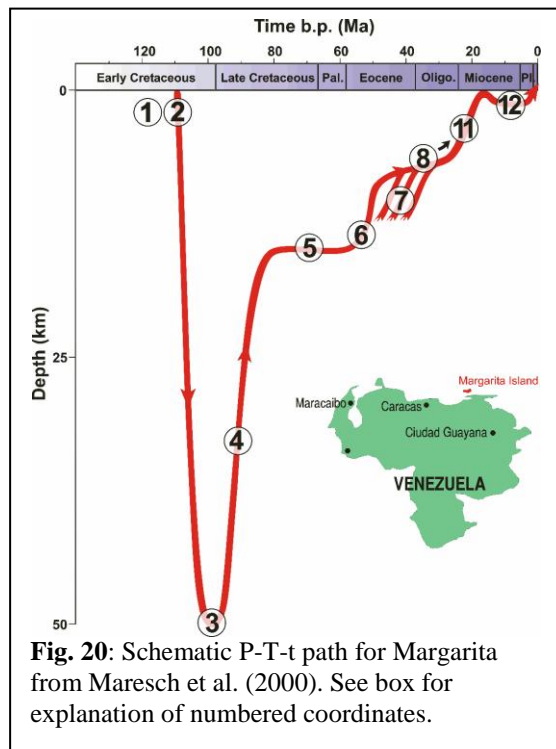 Time b.p. (Ma)
120 100 80 60 40 20 0
Early Cretaceous Late Cretaceous Pal. Eocene Oligo. Miocene Pl.
0
1 2 3 4 5 6 7 8 11 12
Depth (km)
25
50
Margarita Island
Maracaibo
Caracas
Ciudad Guayana
VENEZUELA
Fig. 20: Schematic P-T-t path for Margarita
from Maresch et al. (2000). See box for
explanation of numbered coordinates.